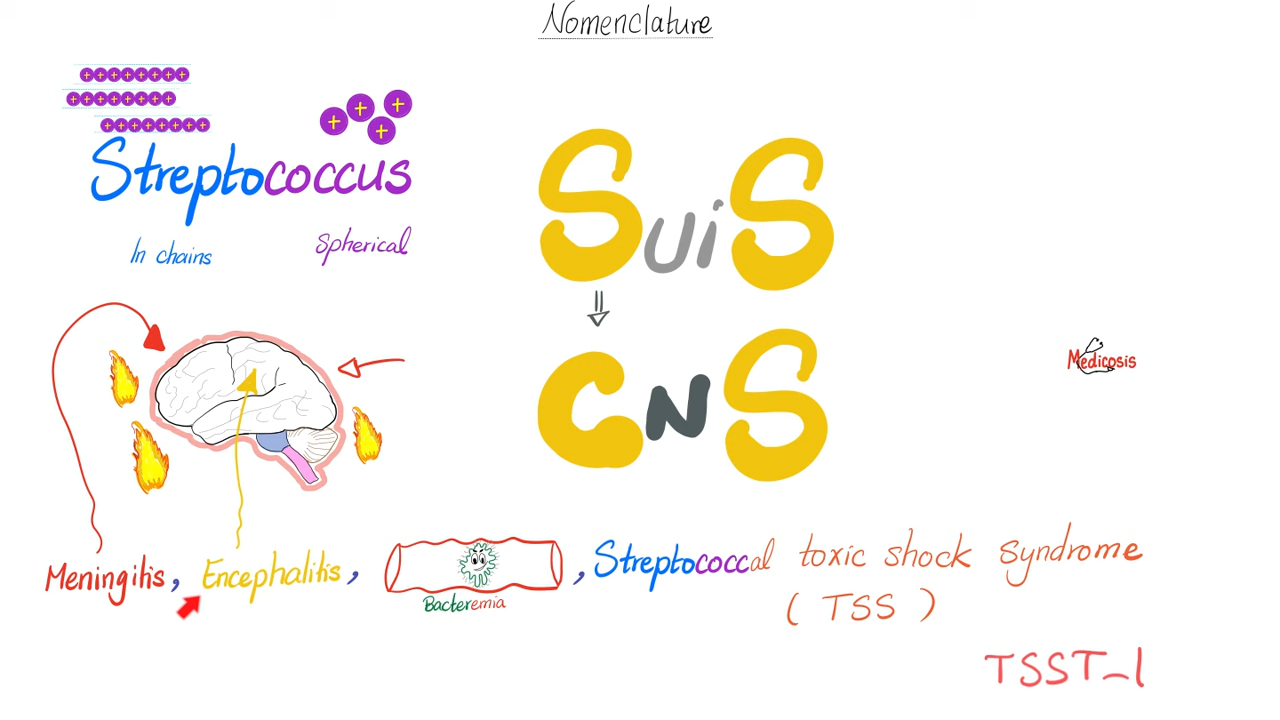 Nomenclature
Streptococcus
In chains
Spherical
SuiS
CNS
Medicosis
Meningitis, Encephalitis, , Streptococcal toxic shock syndrome
Bacteremia
( TSS )
TSST-1